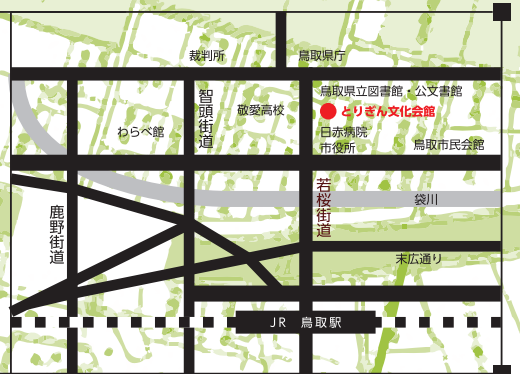 裁判所
鳥取県庁
鳥取県立図書館・公文書館
とりぎん文化会館
智頭街道
敬愛高校
わらべ館
日赤病院
市役所
鳥取市民会館
若桜街道
袋川
鹿野街道
末広通り
JR 鳥取駅